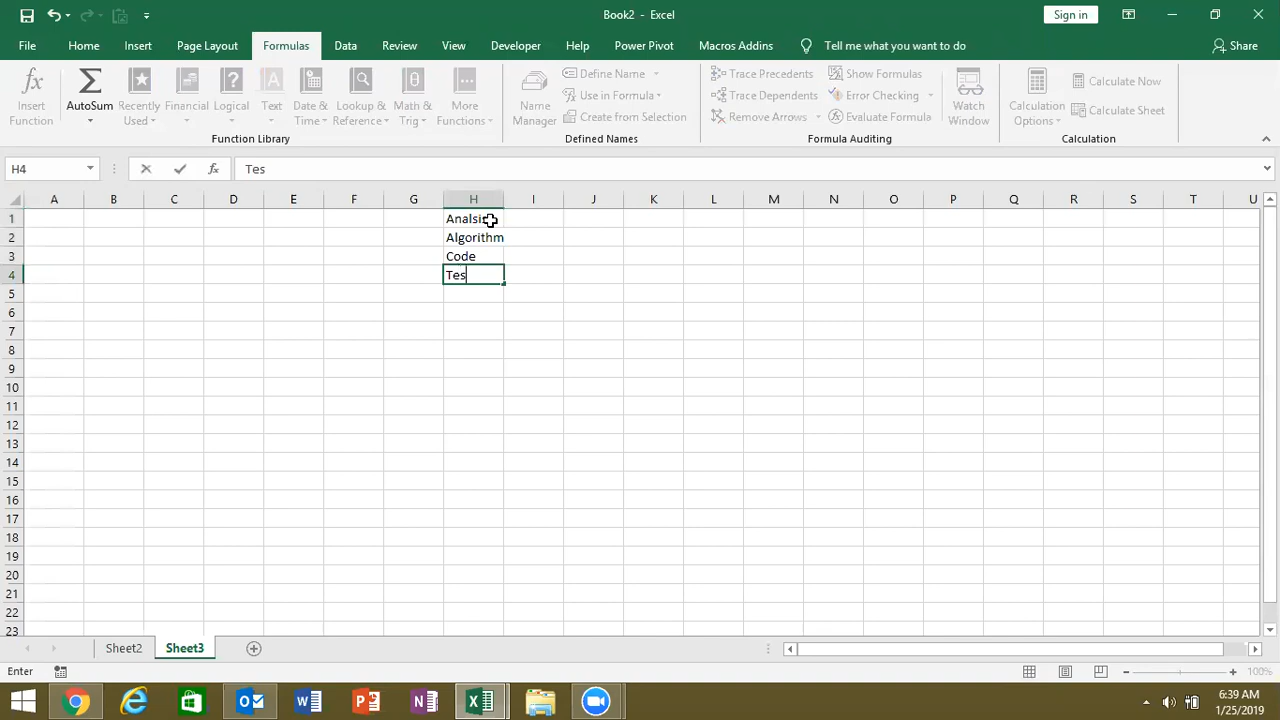 Book2 - Excel
Sign in
File Home Insert Page Layout Formulas Data Review View Developer Help Power Pivot Macros Addins Tell me what you want to do Share
Insert Function
AutoSum
Recently Used
Financial
Logical
Text
Date & Time
Lookup & Reference
Math & Trig
More Functions
Function Library
Name Manager
Define Name
Use in Formula
Create from Selection
Defined Names
Trace Precedents
Trace Dependents
Remove Arrows
Show Formulas
Error Checking
Evaluate Formula
Formula Auditing
Watch Window
Calculation Options
Calculate Now
Calculate Sheet
Calculation
H4 fx Tes
A B C D E F G H I J K L M N O P Q R S T U
1
2 Algorithm
3 Code
4 Tes
5
6
7
8
9
10
11
12
13
14
15
16
17
18
19
20
21
22
23
Sheet2 Sheet3
Enter 100%
6:39 AM
1/25/2019